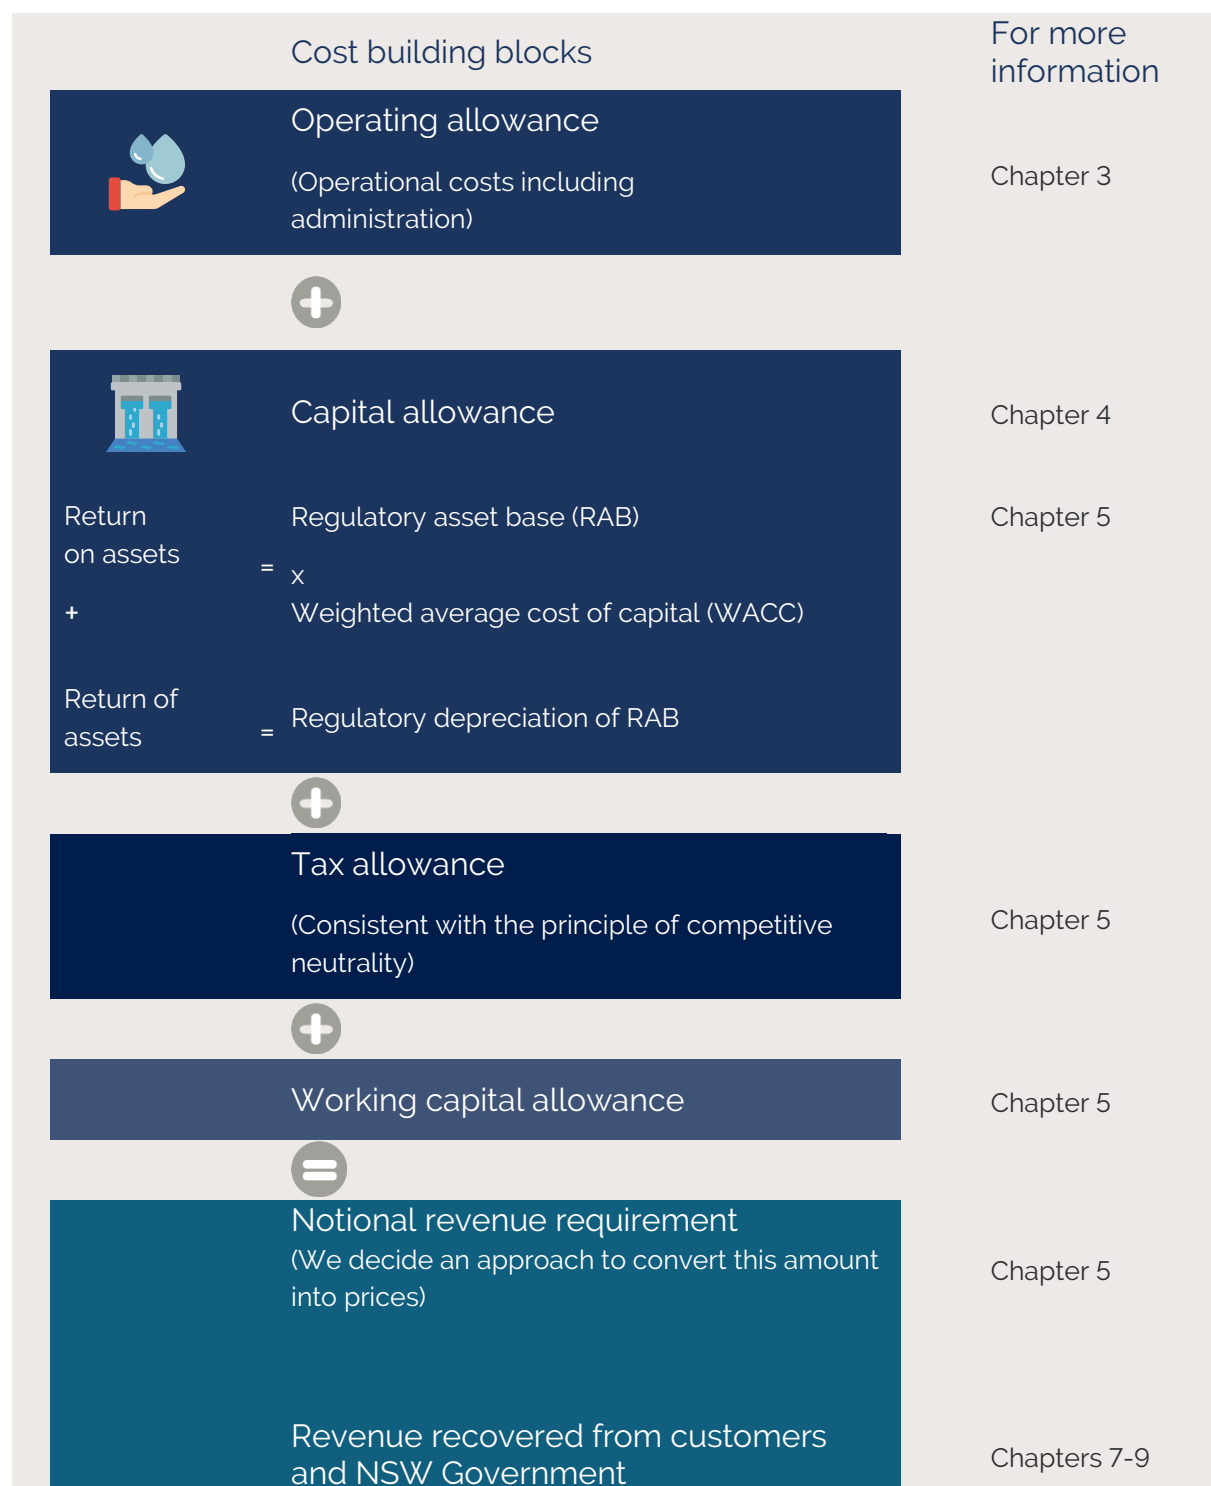 Cost building blocks
For more
information
Operating allowance
(Operational costs including
administration)
Chapter 3
Capital allowance
Chapter 4
Return
on assets
=
Regulatory asset base (RAB)
x
Weighted average cost of capital (WACC)
Chapter 5
+
Return of
assets
=
Regulatory depreciation of RAB
Tax allowance
(Consistent with the principle of competitive
neutrality)
Chapter 5
Working capital allowance
Chapter 5
Notional revenue requirement
(We decide an approach to convert this amount
into prices)
Chapter 5
Revenue recovered from customers
and NSW Government
Chapters 7-9